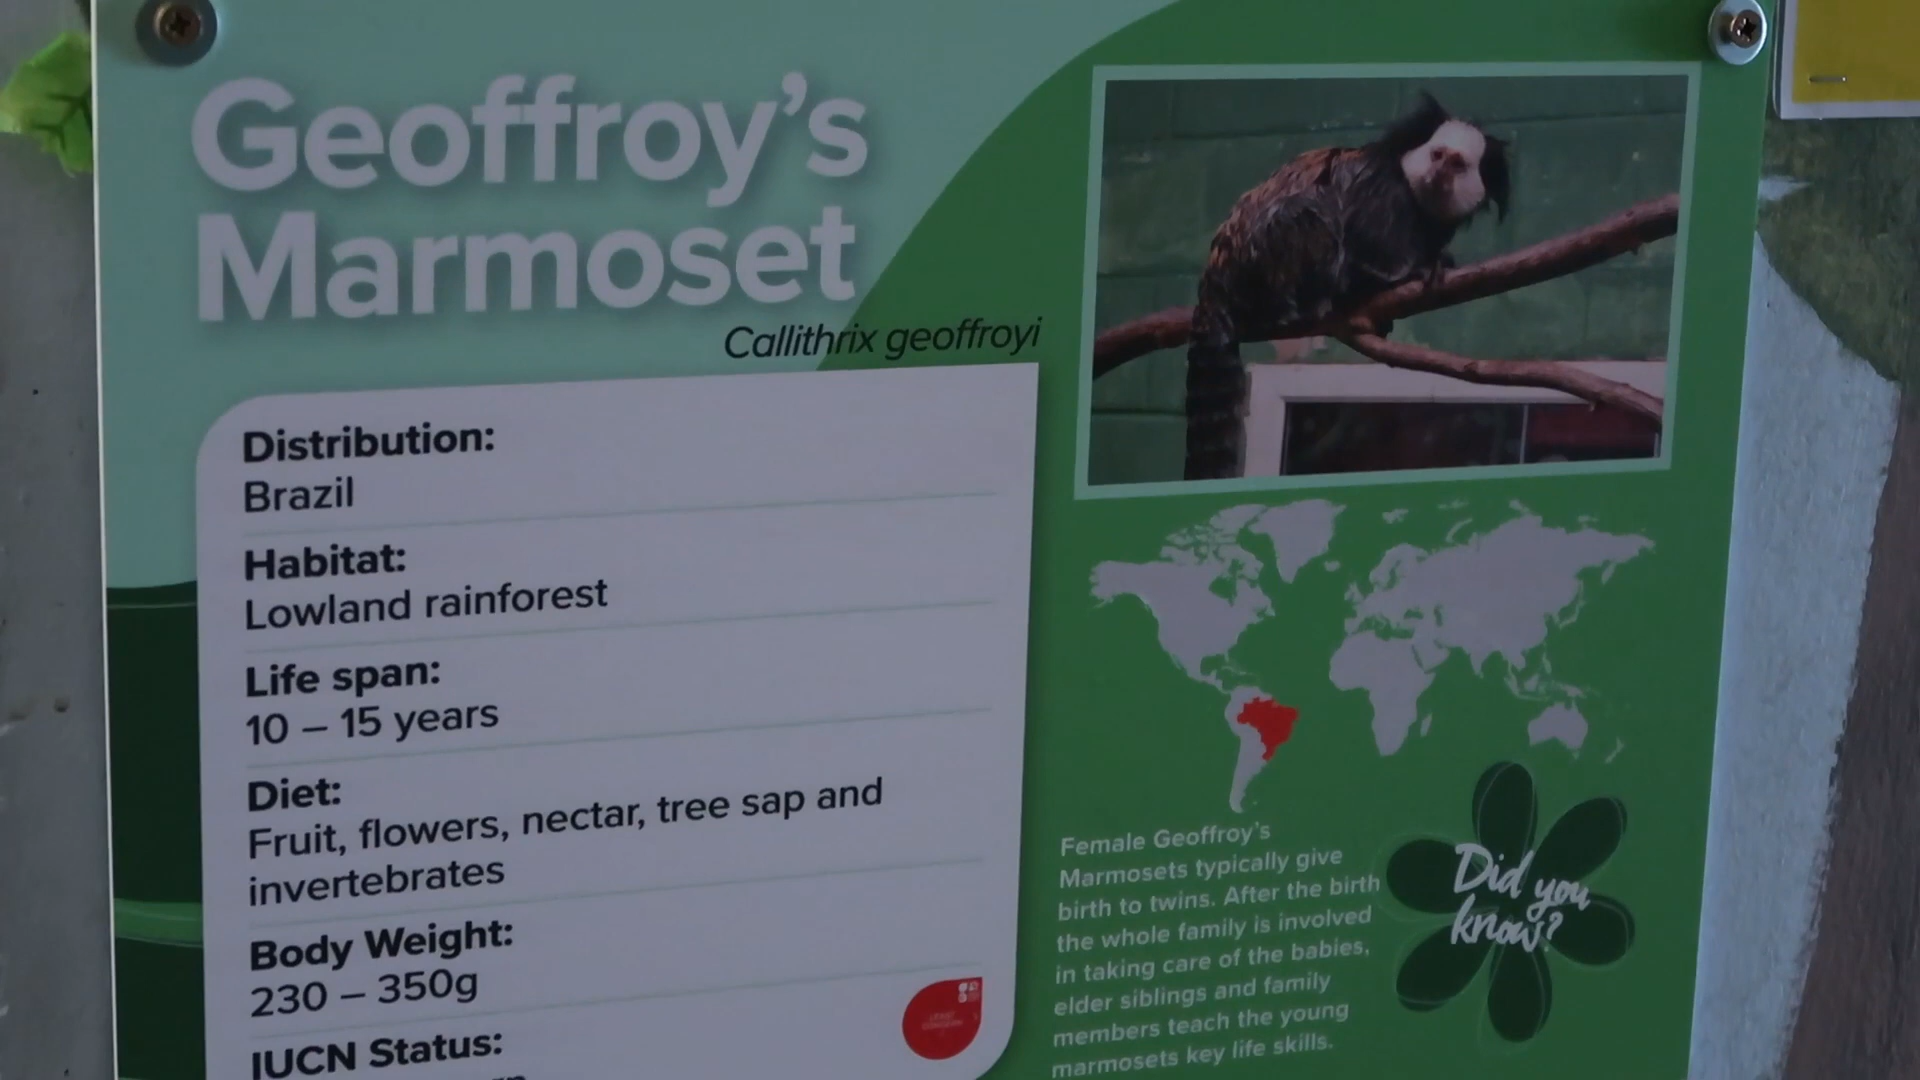 Geoffroy's
Marmoset
Callithrix geoffroyi
Distribution:
Brazil
Habitat:
Lowland rainforest
Life span:
10 – 15 years
Diet:
Fruit, flowers, nectar, tree sap and
invertebrates
Body Weight:
230 – 350g
IUCN Status:
Female Geoffroy's
Marmosets typically give
birth to twins. After the birth
the whole family is involved
in taking care of the babies,
elder siblings and family
members teach the young
marmosets key life skills.
Did you
know?